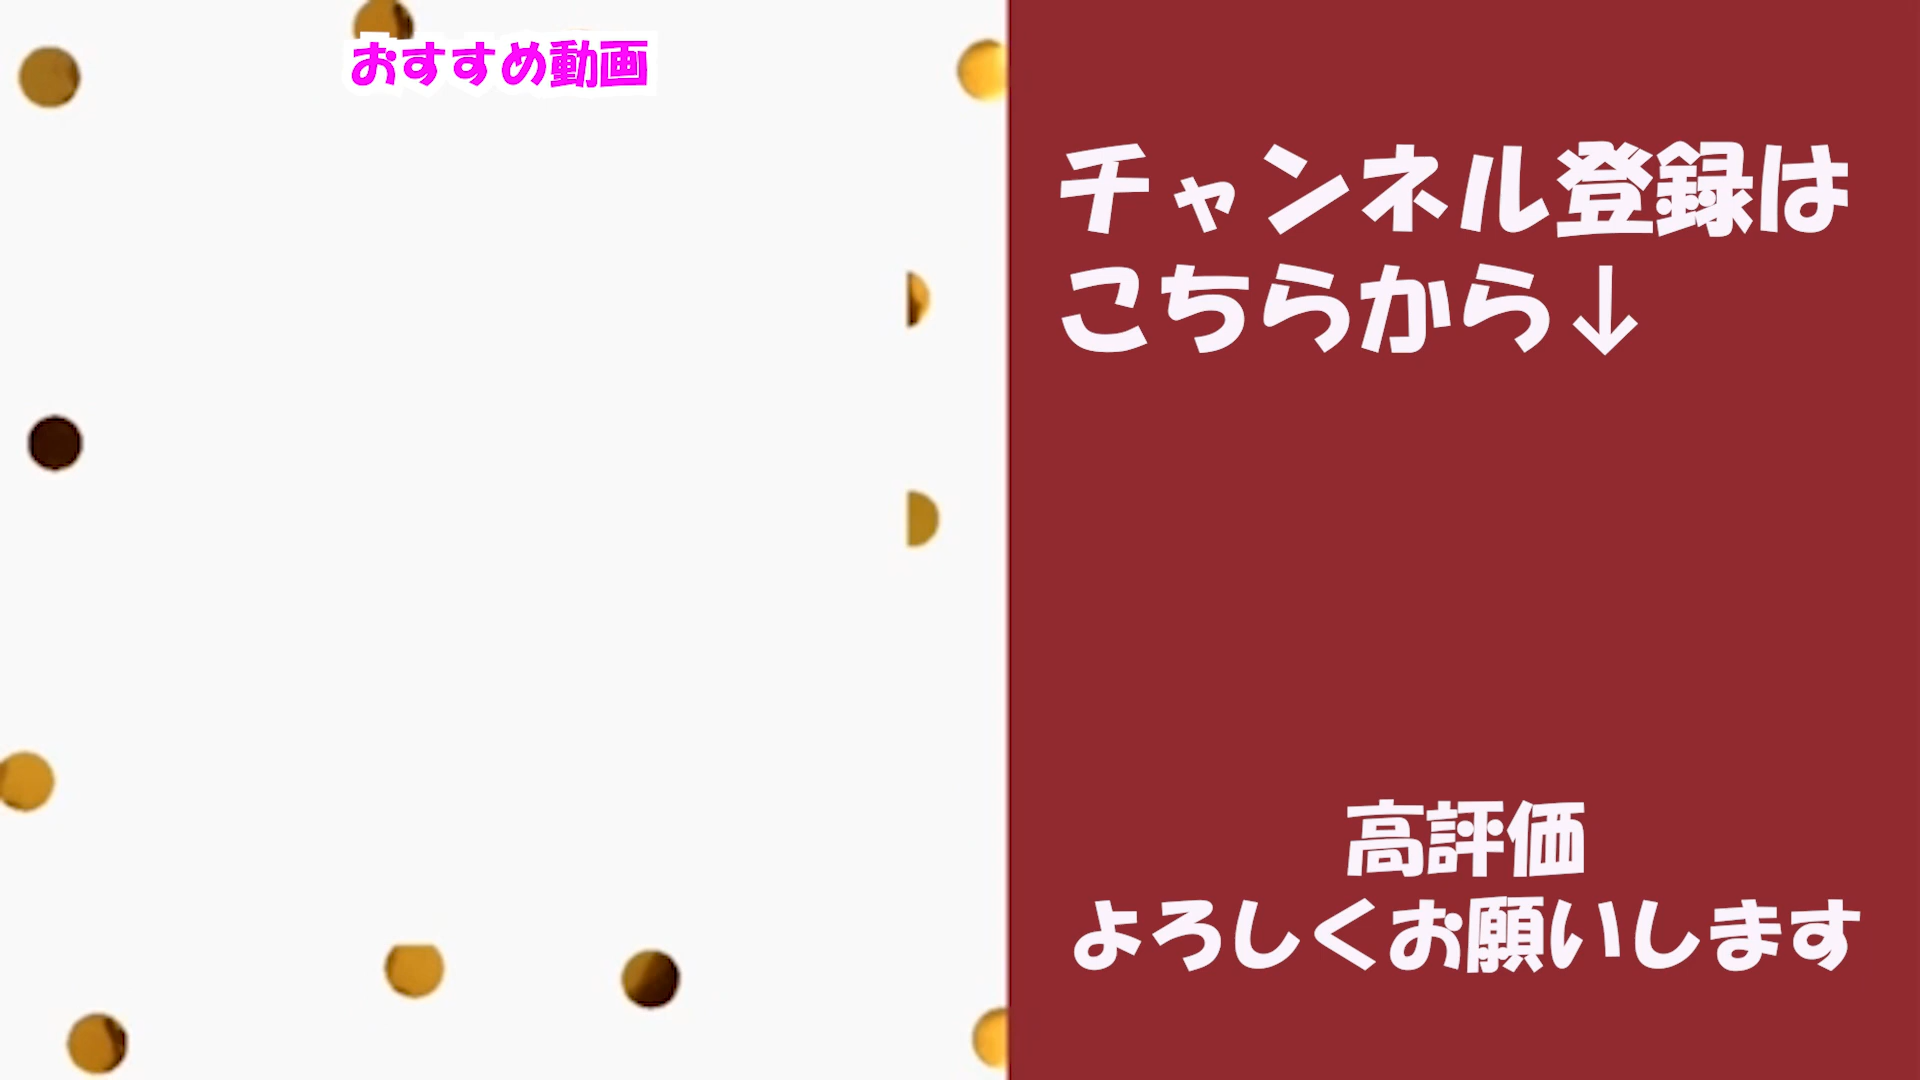 おすすめ動画
チャンネル登録は
こちらから↓
高評価
よろしくお願いします